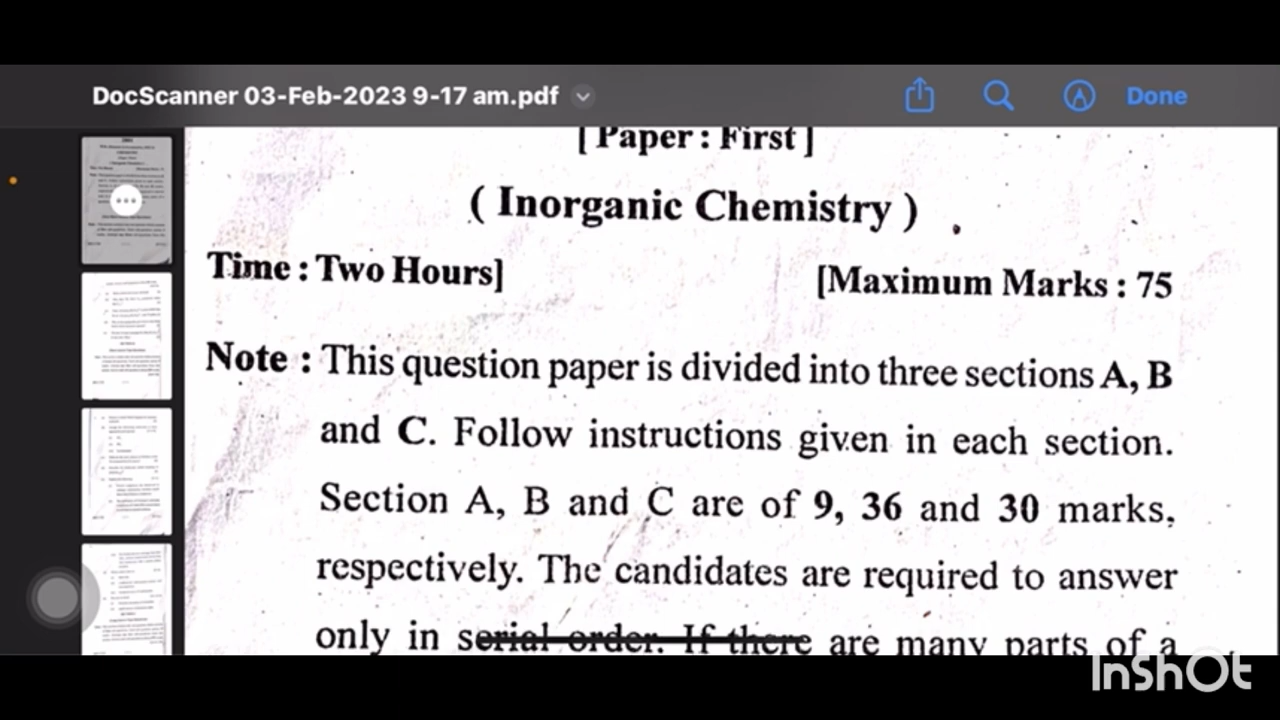 DocScanner 03-Feb-2023 9-17 am.pdf
Done
[ Paper : First ]
( Inorganic Chemistry )
Time : Two Hours] [Maximum Marks : 75
Note : This question paper is divided into three sections A, B
and C. Follow instructions given in each section.
Section A, B and C are of 9, 36 and 30 marks,
respectively. The candidates are required to answer
only in serial order. If there are many parts of a
InShOt